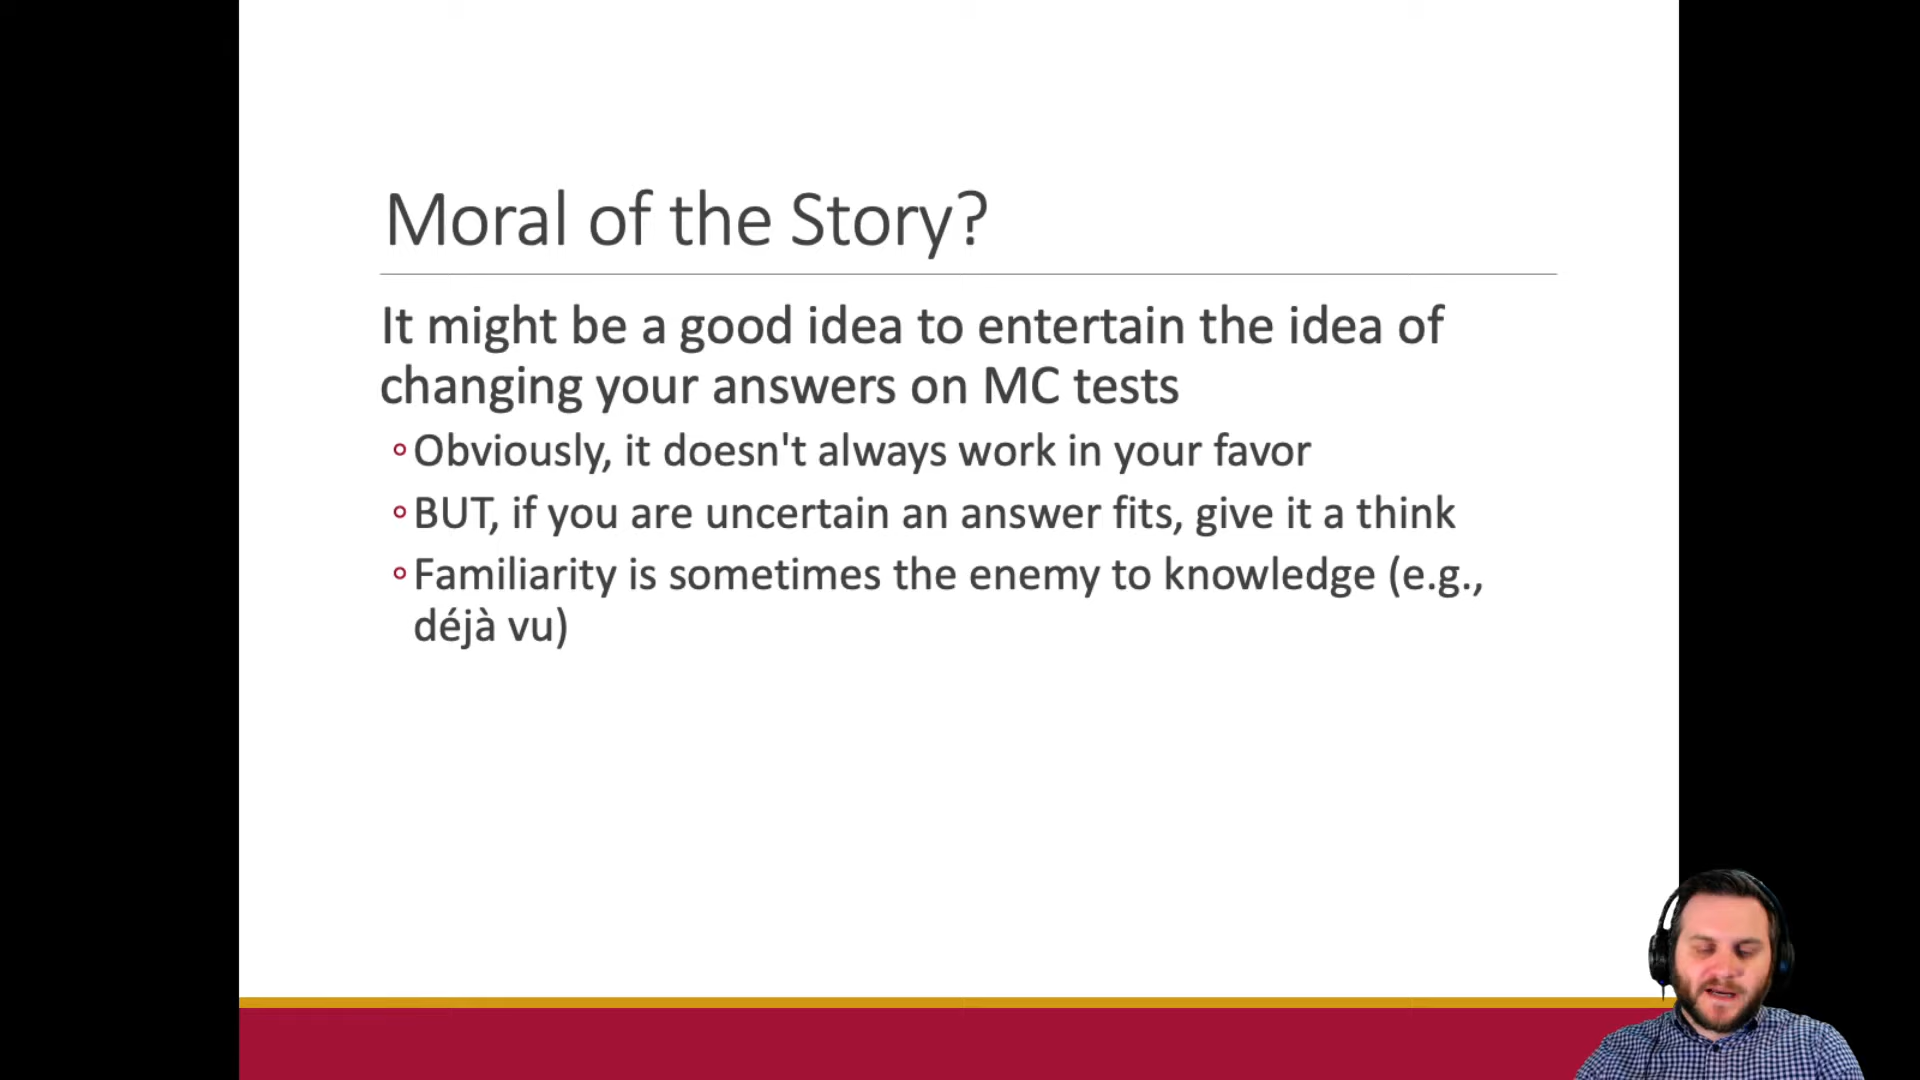 Moral of the Story?
It might be a good idea to entertain the idea of
changing your answers on MC tests
◦Obviously, it doesn't always work in your favor
◦BUT, if you are uncertain an answer fits, give it a think
◦Familiarity is sometimes the enemy to knowledge (e.g.,
déjà vu)